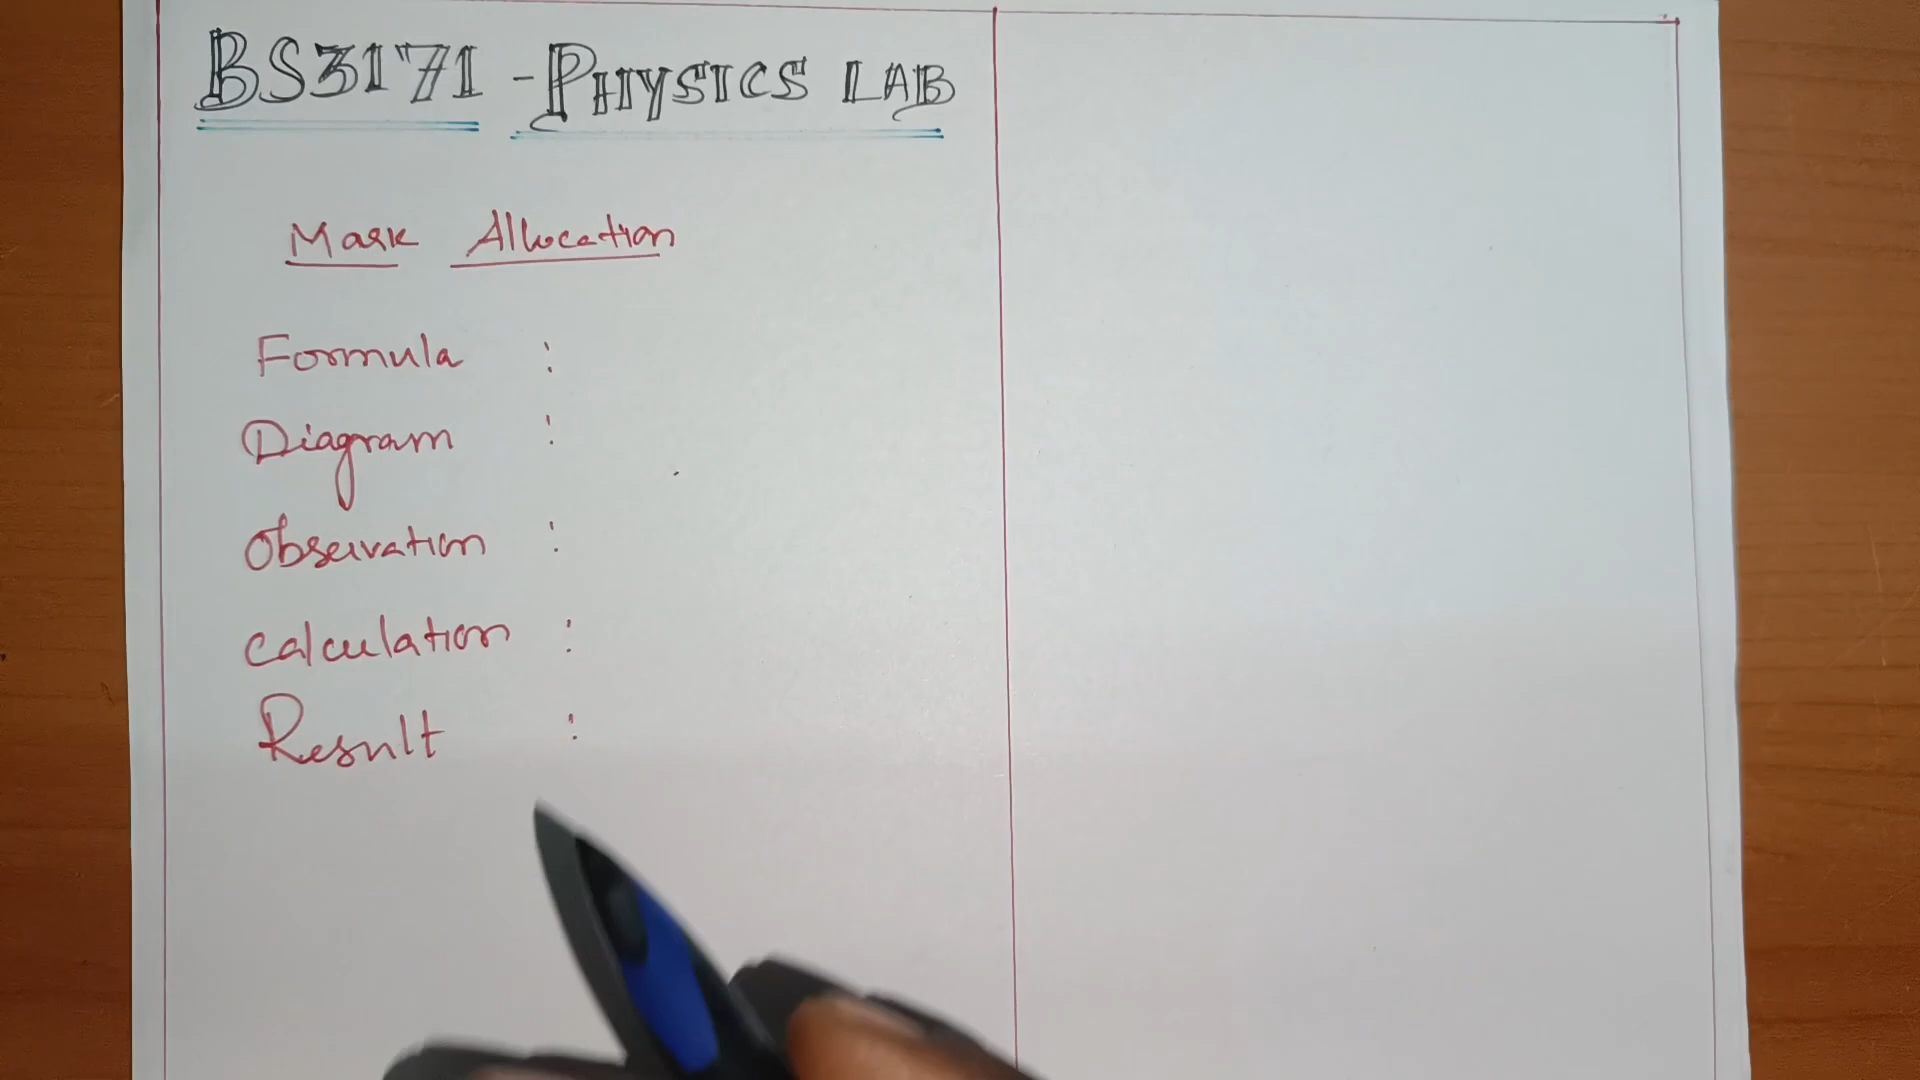 BS3171 - PHYSICS LAB
Mark Allocation
Formula :
Diagram :
Observation :
Calculation :
Result :